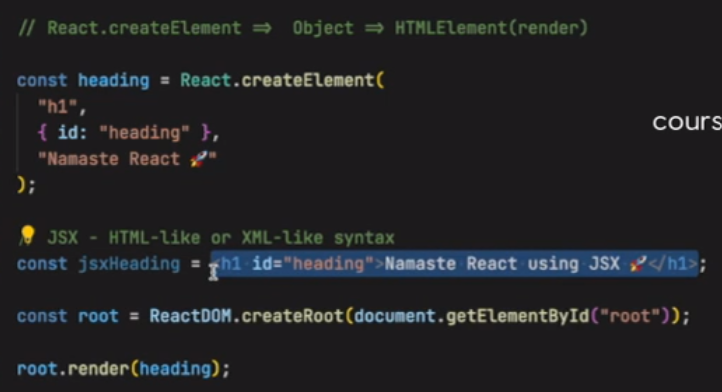 // React.createElement => Object => HTMLElement(render)
const heading = React.createElement(
"h1",
{ id: "heading" },
"Namaste React 🚀"
);
cours
// JSX - HTML-like or XML-like syntax
const jsxHeading = <h1 id="heading">Namaste React using JSX 🚀</h1>;
const root = ReactDOM.createRoot(document.getElementById("root"));
root.render(heading);